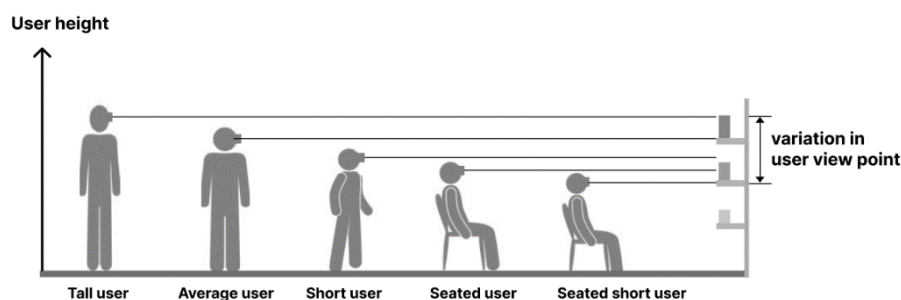 User height
variation in
user view point
Tall user
Average user
Short user
Seated user
Seated short user